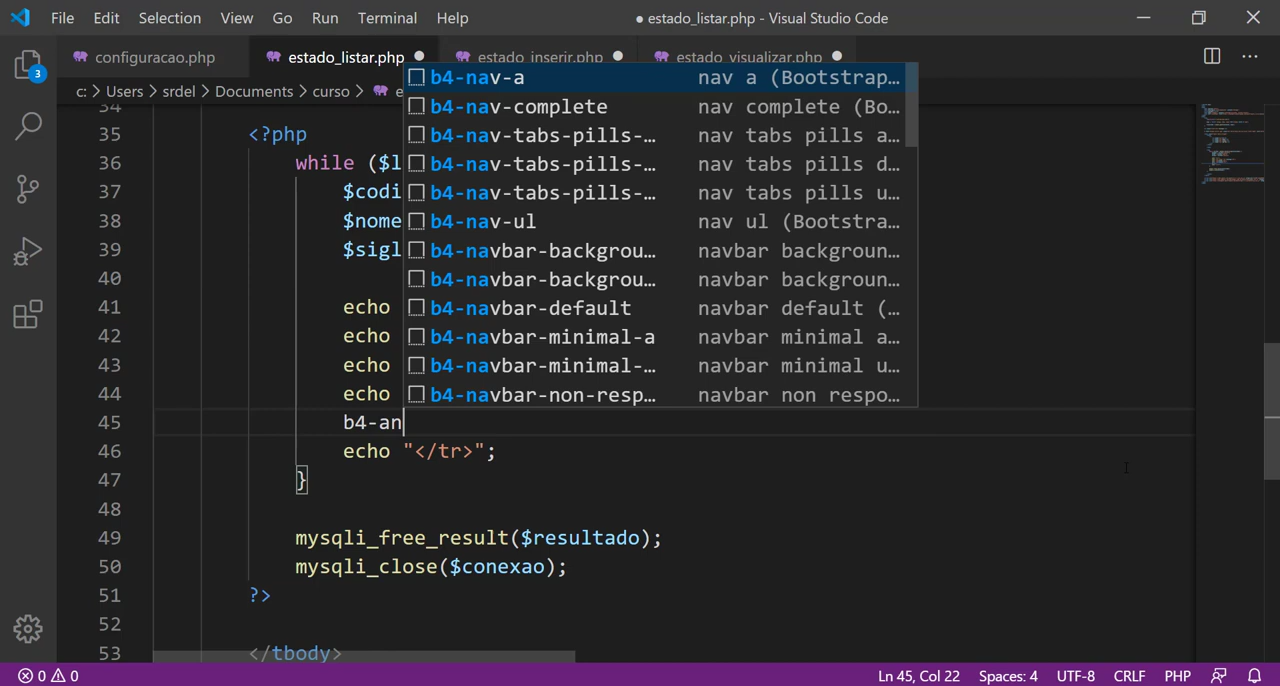 File Edit Selection View Go Run Terminal Help ● estado_listar.php - Visual Studio Code
configuracao.php estado_listar.php estado_inserir.php estado_visualizar.php
3
c: > Users > srdel > Documents > curso > e
34
35 <?php
36 while ($l
37 $codi
38 $nome
39 $sigl
40
41 echo
42 echo
43 echo
44 echo
45 b4-an
46 echo "</tr>";
47 }
48
49 mysqli_free_result($resultado);
50 mysqli_close($conexao);
51 ?>
52
53 </tbody>
b4-nav-a nav a (Bootstrap…
b4-nav-complete nav complete (Bo…
b4-nav-tabs-pills-… nav tabs pills a…
b4-nav-tabs-pills-… nav tabs pills d…
b4-nav-tabs-pills-… nav tabs pills u…
b4-nav-ul nav ul (Bootstra…
b4-navbar-backgrou… navbar backgroun…
b4-navbar-backgrou… navbar backgroun…
b4-navbar-default navbar default (…
b4-navbar-minimal-a navbar minimal a…
b4-navbar-minimal-… navbar minimal u…
b4-navbar-non-resp… navbar non respo…
0 0 Ln 45, Col 22 Spaces: 4 UTF-8 CRLF PHP